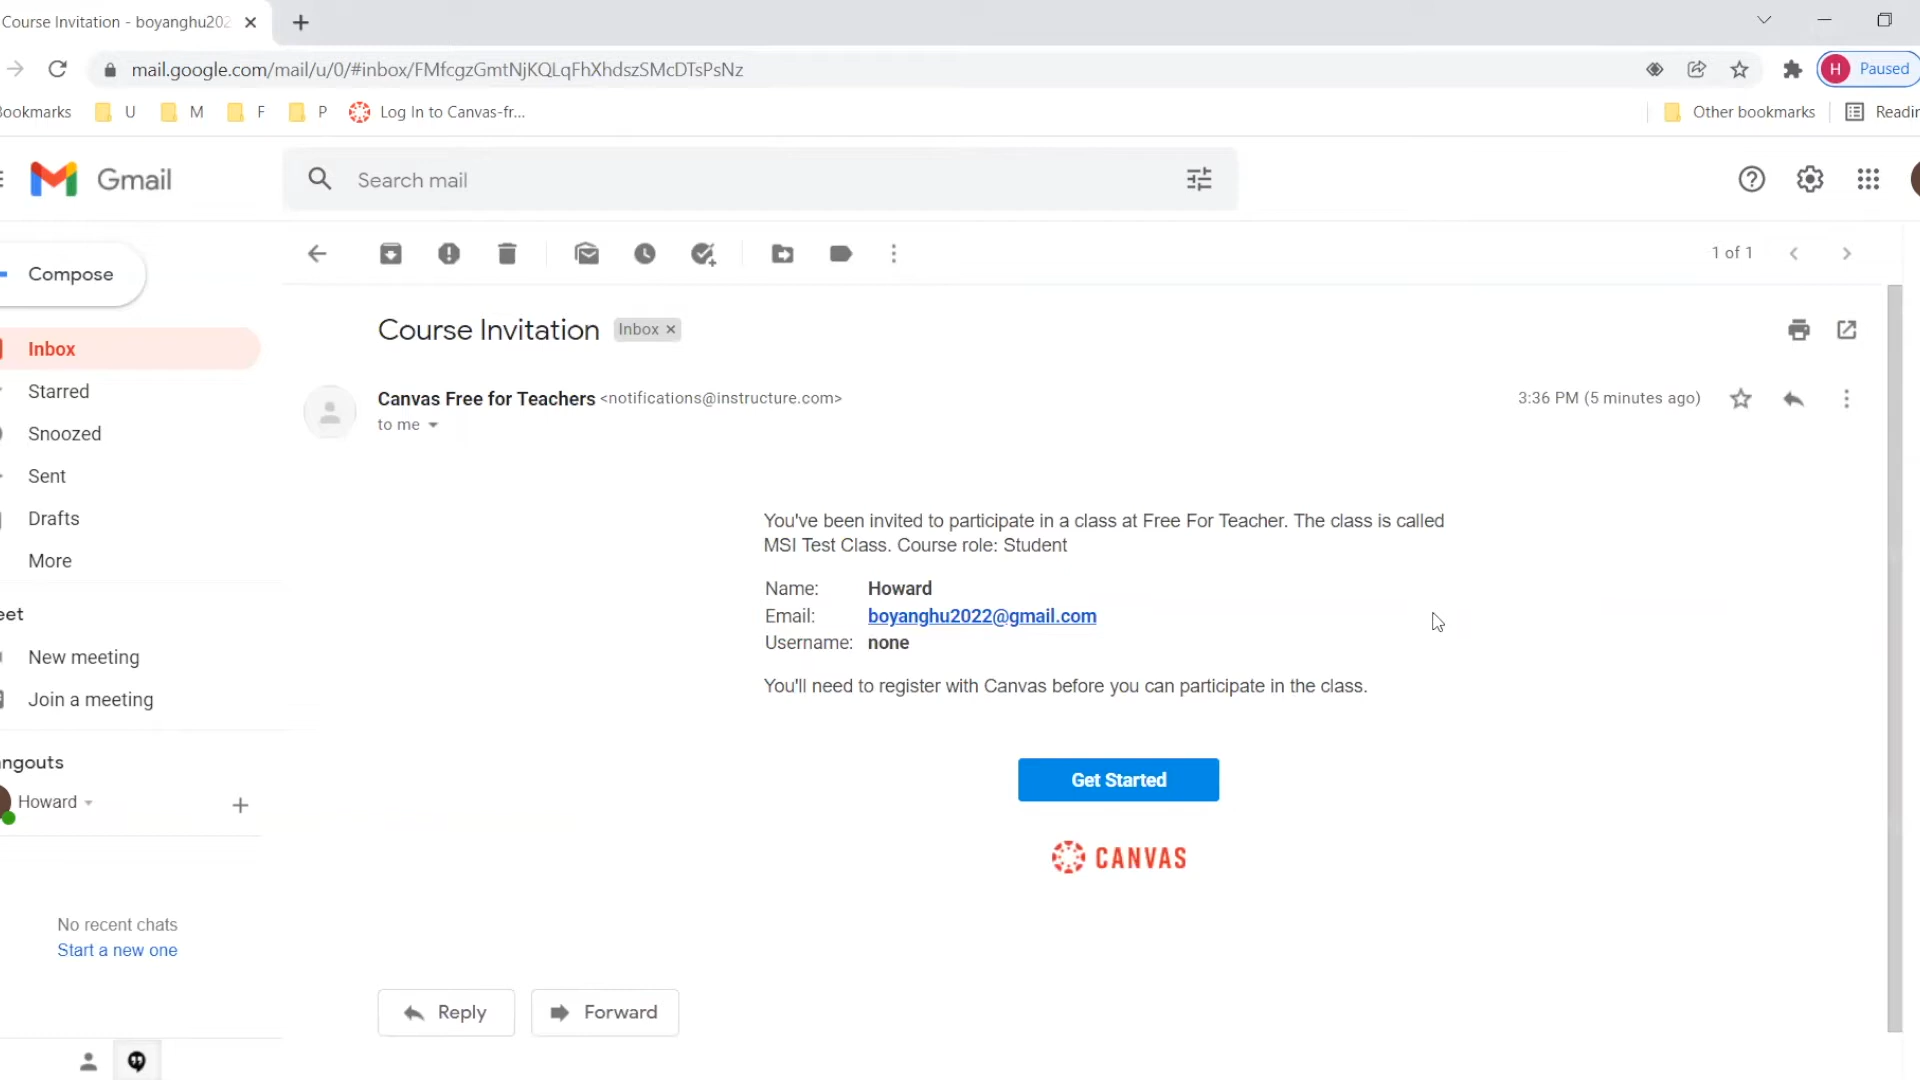 Course Invitation - boyanghu202
mail.google.com/mail/u/0/#inbox/FMfcgzGmtNjKQLqFhXhdszSMcDTsPsNz
H Paused
Bookmarks U M F P Log In to Canvas-fr... Other bookmarks Readin
Gmail
Search mail
Compose
1 of 1
Course Invitation Inbox ×
Inbox
Canvas Free for Teachers <notifications@instructure.com> 3:36 PM (5 minutes ago)
to me
Starred
Snoozed
Sent
Drafts
More
You've been invited to participate in a class at Free For Teacher. The class is called
MSI Test Class. Course role: Student
Name: Howard
Email: boyanghu2022@gmail.com
Username: none
You'll need to register with Canvas before you can participate in the class.
Get Started
CANVAS
eet
New meeting
Join a meeting
angouts
Howard
No recent chats
Start a new one
Reply
Forward